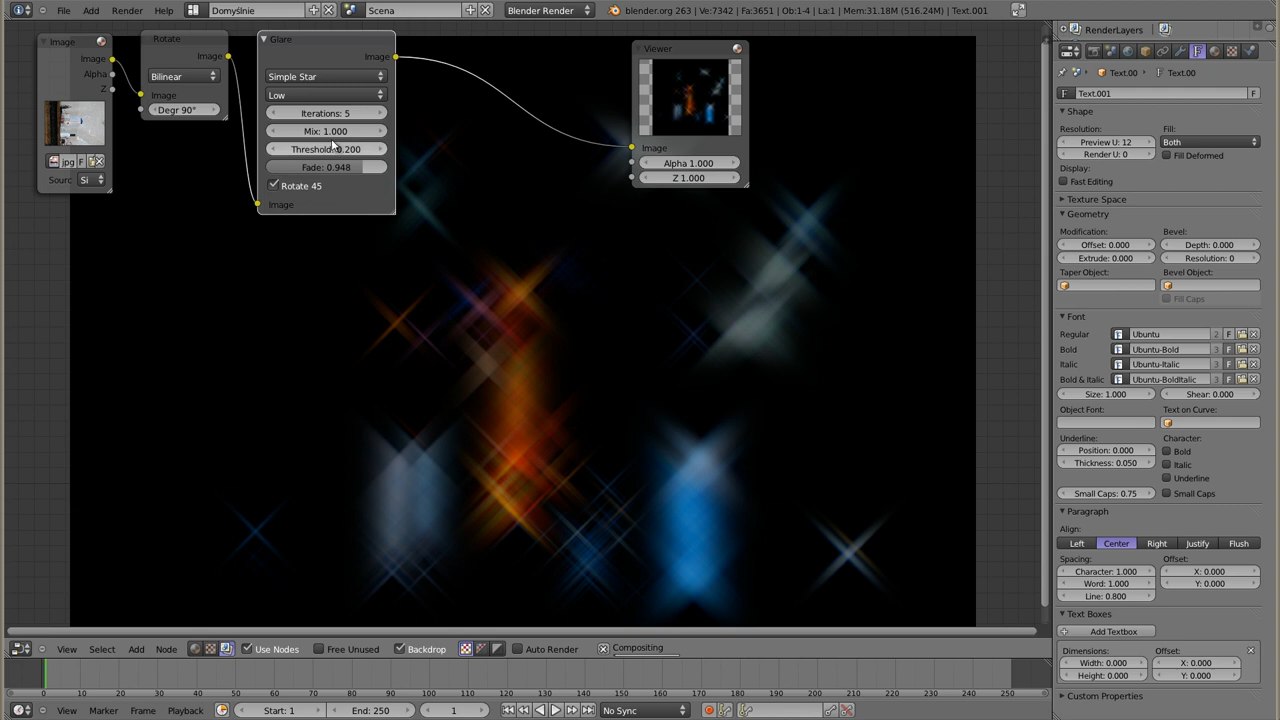 File Add Render Help Domyślnie Scena Blender Render blender.org 263 | Ve:7342 | Fa:3651 | Ob:1-4 | La:1 | Mem:31.18M (516.24M) | Text.001
Image
Image
Alpha
Z
jpg F
Sourc Si
Rotate
Image
Bilinear
Image
Degr 90°
Glare
Image
Simple Star
Low
Iterations: 5
Mix: 1.000
Threshold: 0.200
Fade: 0.948
Rotate 45
Image
Viewer
Image
Alpha 1.000
Z 1.000
RenderLayers
Text.00 Text.00
Text.001 F
Shape
Resolution: Fill:
Preview U: 12 Both
Render U: 0 Fill Deformed
Display:
Fast Editing
Texture Space
Geometry
Modification: Bevel:
Offset: 0.000 Depth: 0.000
Extrude: 0.000 Resolution: 0
Taper Object: Bevel Object:
Fill Caps
Font
Regular Ubuntu 2 F
Bold Ubuntu-Bold 3 F
Italic Ubuntu-Italic 3 F
Bold & Italic Ubuntu-BoldItalic 3 F
Size: 1.000 Shear: 0.000
Object Font: Text on Curve:
Underline: Character:
Position: 0.000 Bold
Thickness: 0.050 Italic
Underline
Small Caps: 0.75 Small Caps
Paragraph
Align:
Left Center Right Justify Flush
Spacing: Offset:
Character: 1.000 X: 0.000
Word: 1.000 Y: 0.000
Line: 0.800
Text Boxes
Add Textbox
Dimensions: Offset:
Width: 0.000 X: 0.000
Height: 0.000 Y: 0.000
Custom Properties
View Select Add Node Use Nodes Free Unused Backdrop Auto Render Compositing
0 10 20 30 40 50 60 70 80 90 100 110 120 130 140 150 160 170 180 190 200 210 220 230 240 250
View Marker Frame Playback Start: 1 End: 250 1 No Sync